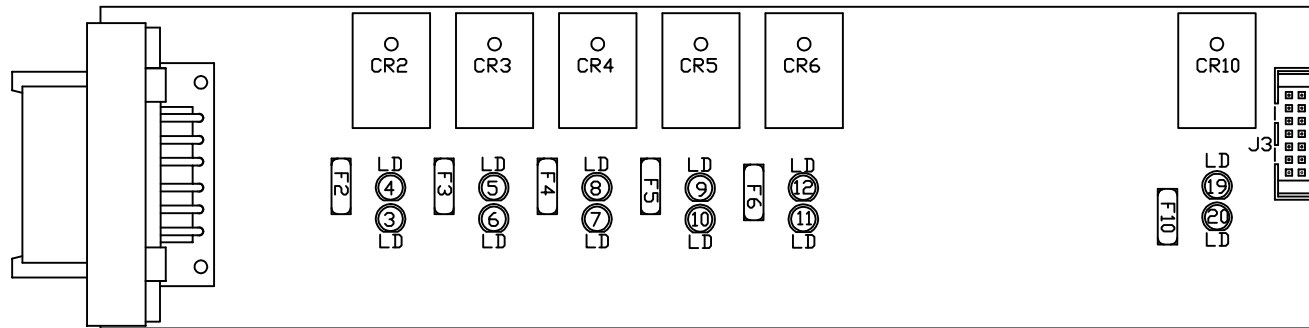 CR2 CR3 CR4 CR5 CR6 CR10
J3
LD LD LD LD LD LD
F2 4 F3 5 F4 8 F5 9 F6 12 19
3 6 7 10 11 F10 20
LD LD LD LD LD LD